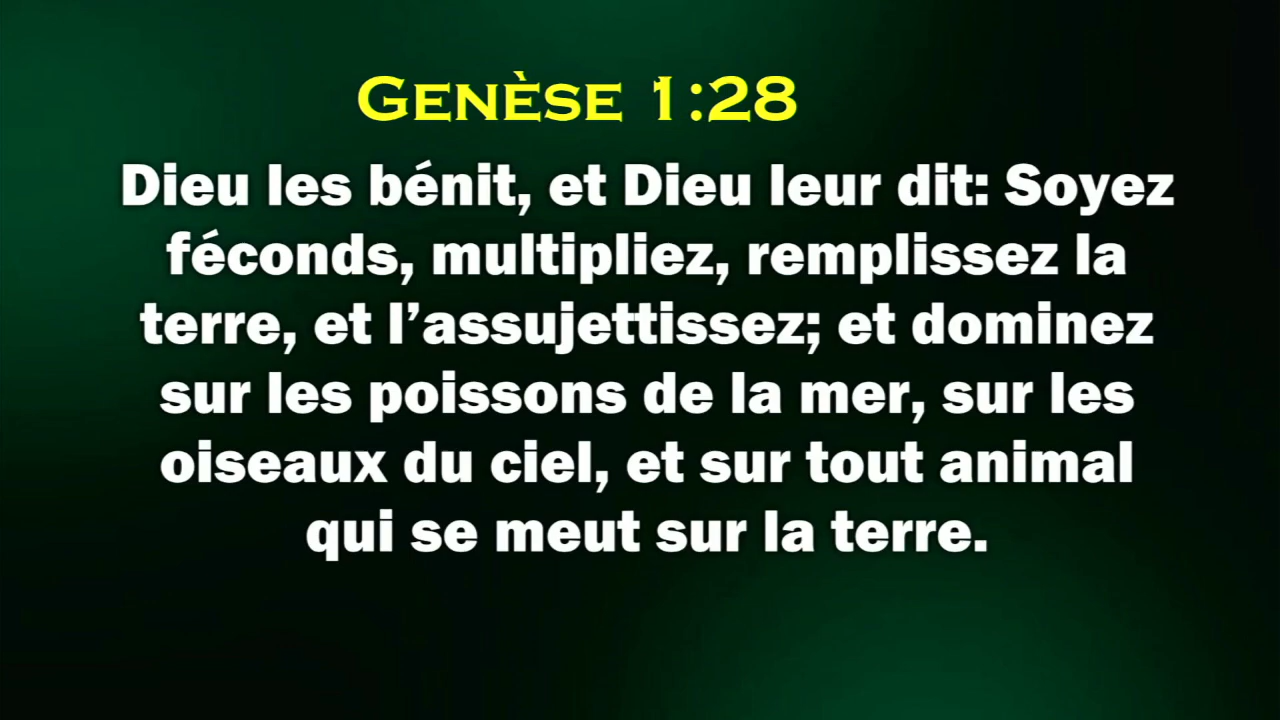 Genèse 1:28
Dieu les bénit, et Dieu leur dit: Soyez
féconds, multipliez, remplissez la
terre, et l’assujettissez; et dominez
sur les poissons de la mer, sur les
oiseaux du ciel, et sur tout animal
qui se meut sur la terre.